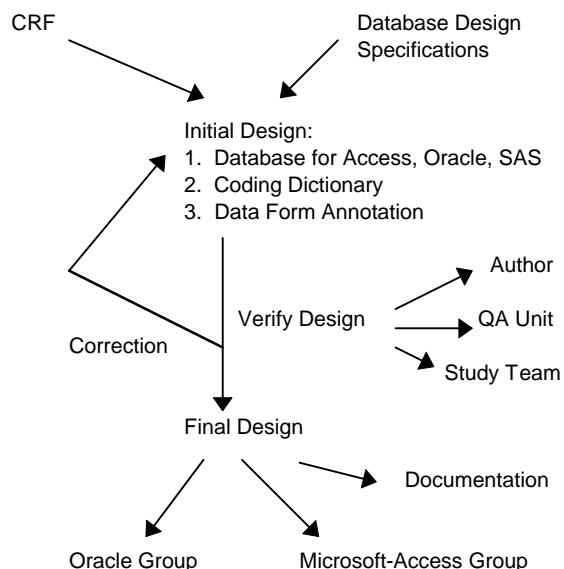 CRF
Database Design
Specifications
Initial Design:
1. Database for Access, Oracle, SAS
2. Coding Dictionary
3. Data Form Annotation
Author
Verify Design
QA Unit
Correction
Study Team
Final Design
Documentation
Oracle Group
Microsoft-Access Group